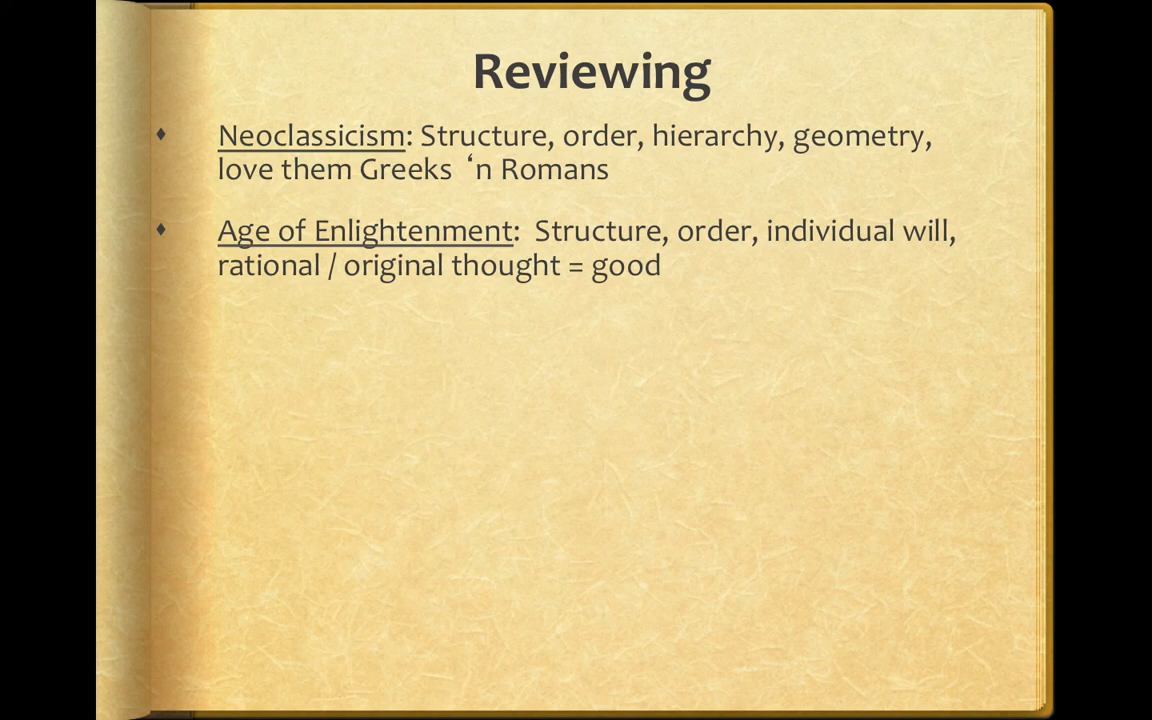 Reviewing
♦ Neoclassicism: Structure, order, hierarchy, geometry,
love them Greeks ‘n Romans
♦ Age of Enlightenment:  Structure, order, individual will,
rational / original thought = good